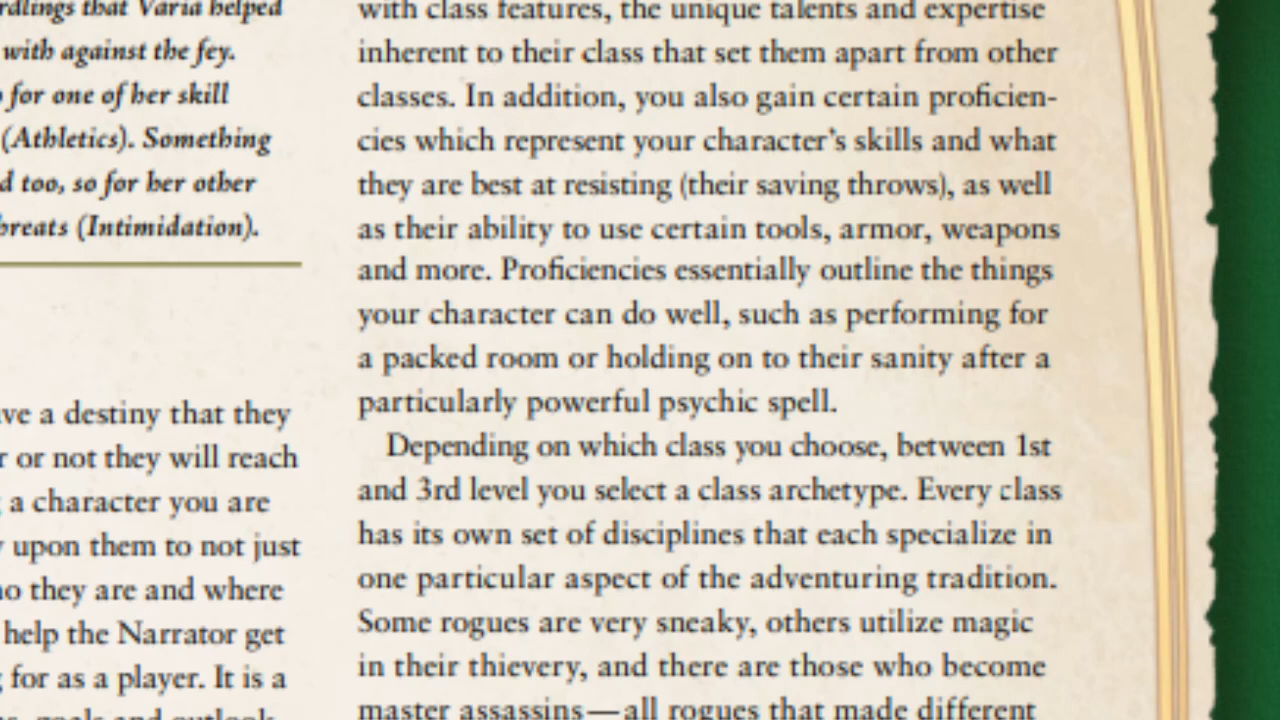 rdlings that Varia helped
with against the fey.
for one of her skill
(Athletics). Something
d too, so for her other
breats (Intimidation).
ve a destiny that they
r or not they will reach
a character you are
upon them to not just
o they are and where
help the Narrator get
for as a player. It is a
goals and outlook
with class features, the unique talents and expertise
inherent to their class that set them apart from other
classes. In addition, you also gain certain proficien-
cies which represent your character's skills and what
they are best at resisting (their saving throws), as well
as their ability to use certain tools, armor, weapons
and more. Proficiencies essentially outline the things
your character can do well, such as performing for
a packed room or holding on to their sanity after a
particularly powerful psychic spell.
Depending on which class you choose, between 1st
and 3rd level you select a class archetype. Every class
has its own set of disciplines that each specialize in
one particular aspect of the adventuring tradition.
Some rogues are very sneaky, others utilize magic
in their thievery, and there are those who become
master assassins—all rogues that made different